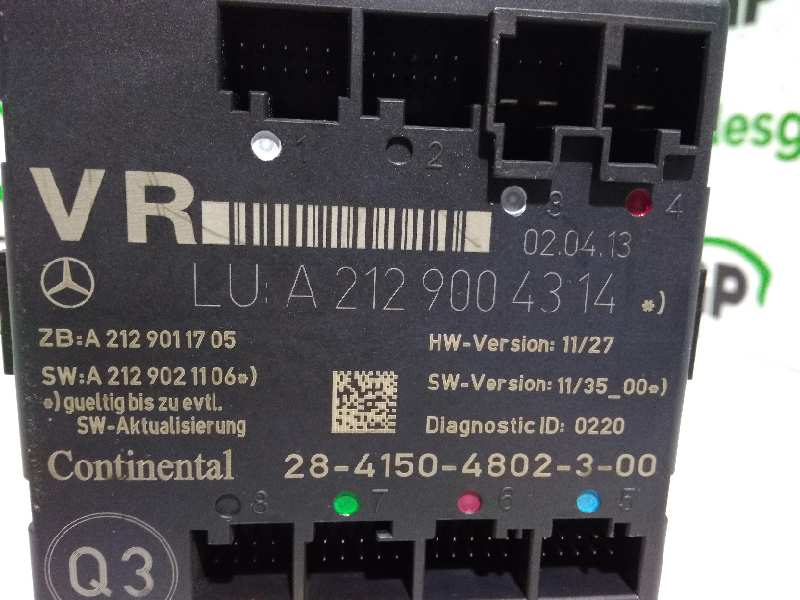 1 2
3 4
VR
02.04.13
LU: A 212 900 43 14 *)
ZB: A 212 901 17 05
HW-Version: 11/27
SW: A 212 902 11 06*)
SW-Version: 11/35_00*)
*) gueltig bis zu evtl.
SW-Aktualisierung
Diagnostic ID: 0220
Continental
28-4150-4802-3-00
8 7 6 5
Q3
desg